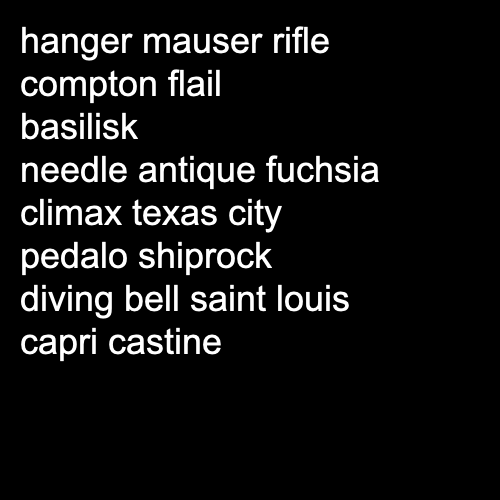 hanger mauser rifle
compton flail
basilisk
needle antique fuchsia
climax texas city
pedalo shiprock
diving bell saint louis
capri castine